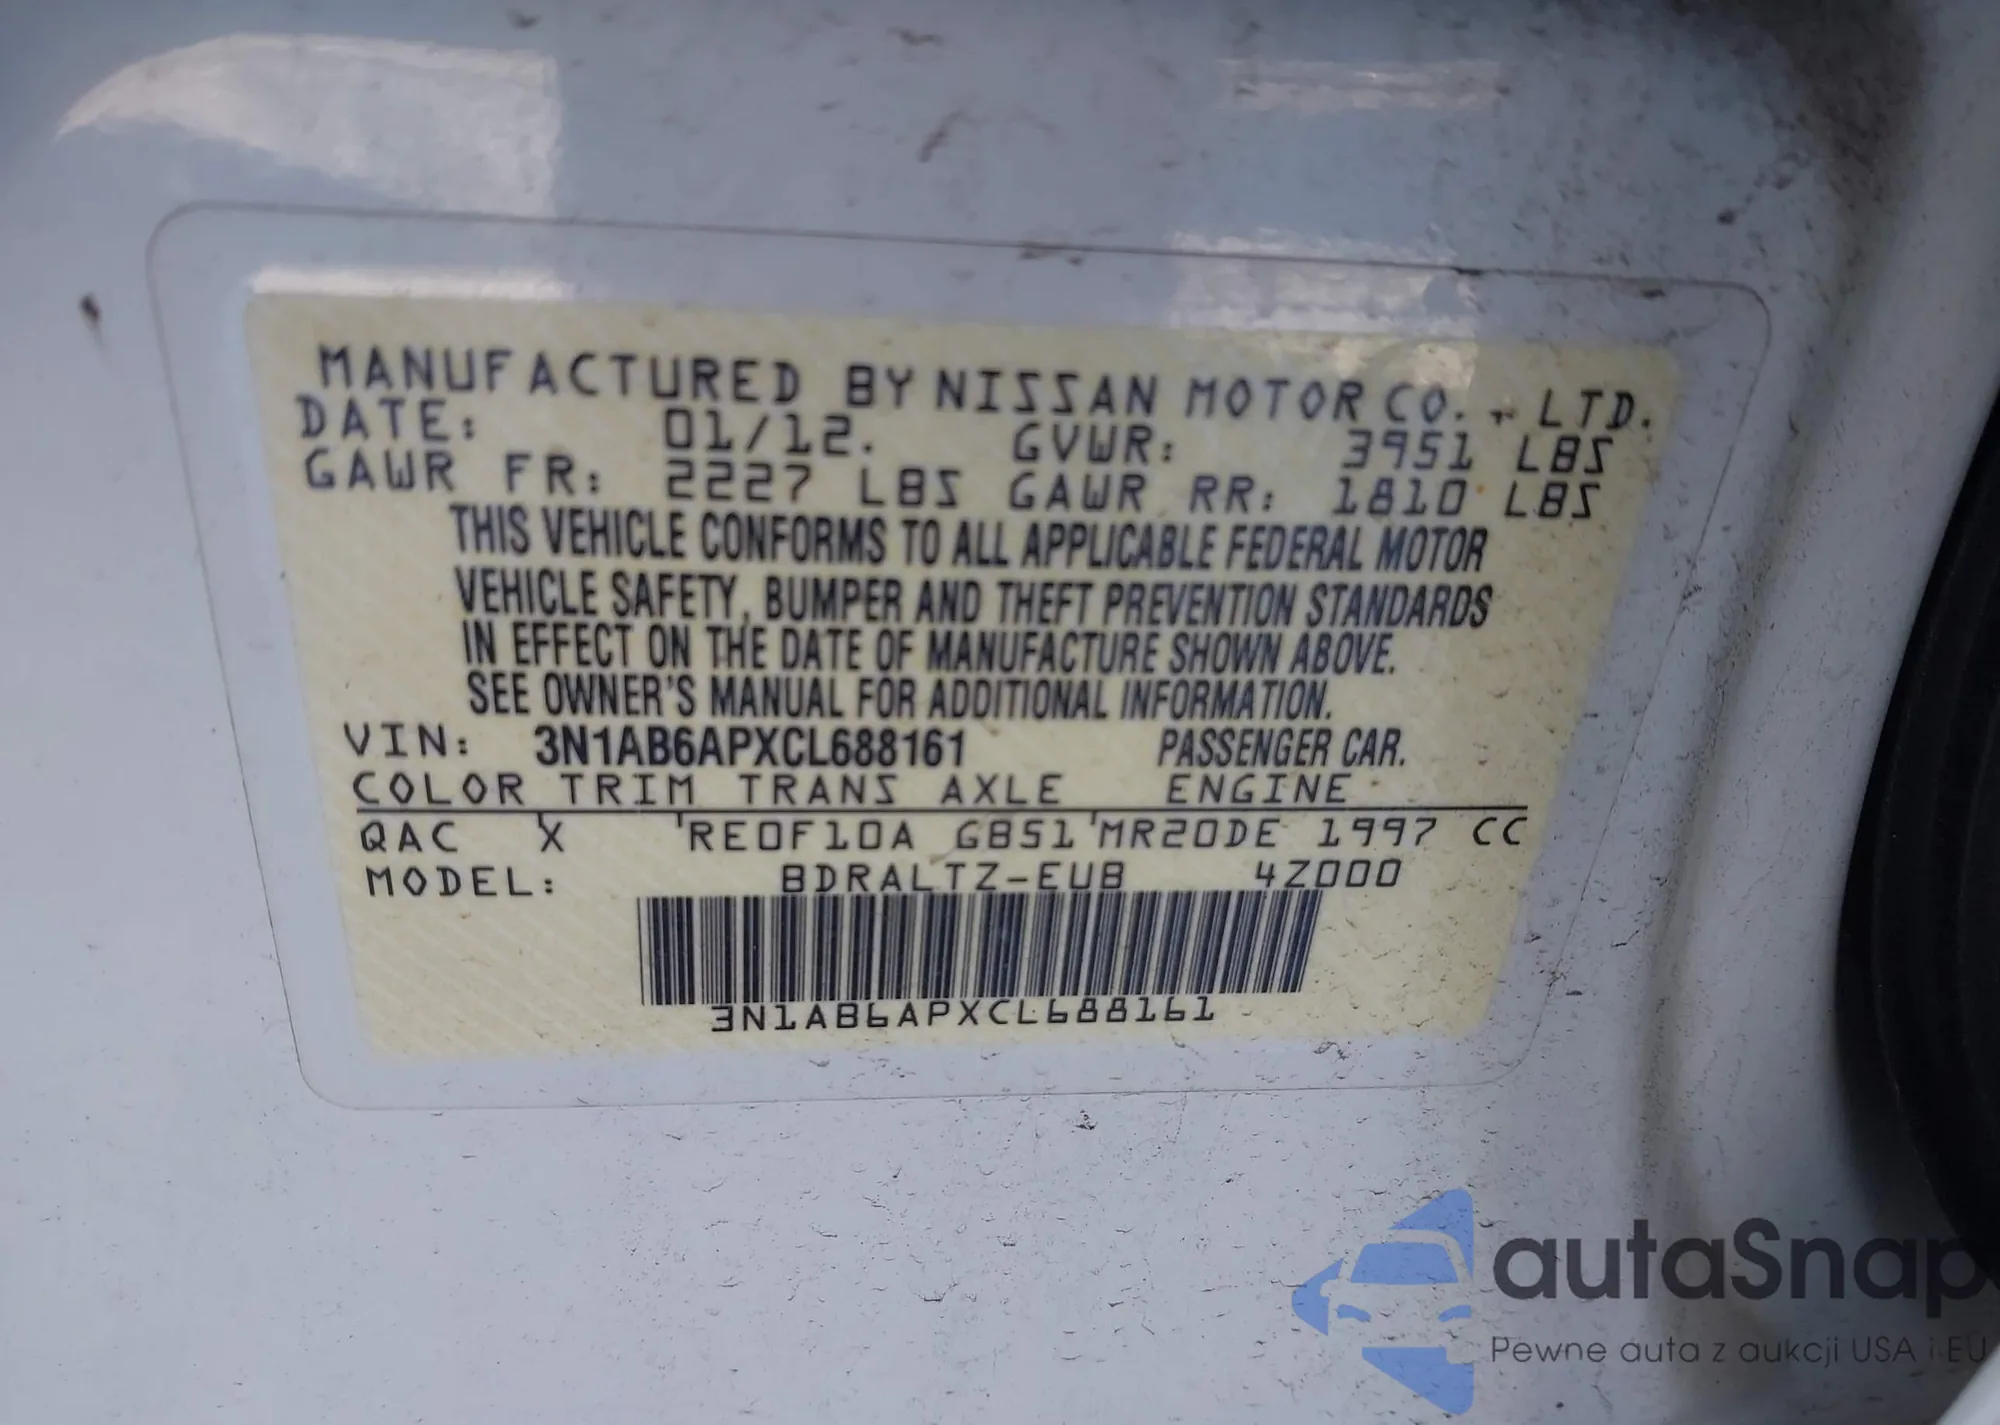 MANUFACTURED BY NISSAN MOTOR CO., LTD.
DATE: 01/12. GVWR: 3951 LBS
GAWR FR: 2227 LBS GAWR RR: 1810 LBS
THIS VEHICLE CONFORMS TO ALL APPLICABLE FEDERAL MOTOR
VEHICLE SAFETY, BUMPER AND THEFT PREVENTION STANDARDS
IN EFFECT ON THE DATE OF MANUFACTURE SHOWN ABOVE.
SEE OWNER'S MANUAL FOR ADDITIONAL INFORMATION.
VIN: 3N1AB6APXCL688161 PASSENGER CAR.
COLOR TRIM TRANS AXLE ENGINE
QAC X RE0F10A GB51 MR20DE 1997 CC
MODEL: BDRALTZ-EUB 4Z000
3N1AB6APXCL688161
autaSnap
Pewne auta z aukcji USA i EU